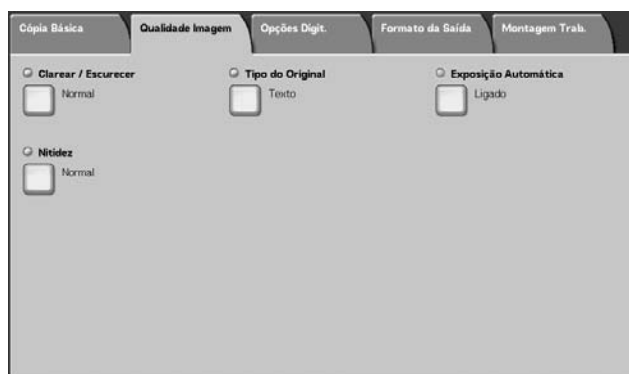 Cópia Básica
Qualidade Imagem
Opções Digit.
Formato da Saída
Montagem Trab.
Clarear / Escurecer
Normal
Tipo do Original
Texto
Exposição Automática
Ligado
Nitidez
Normal